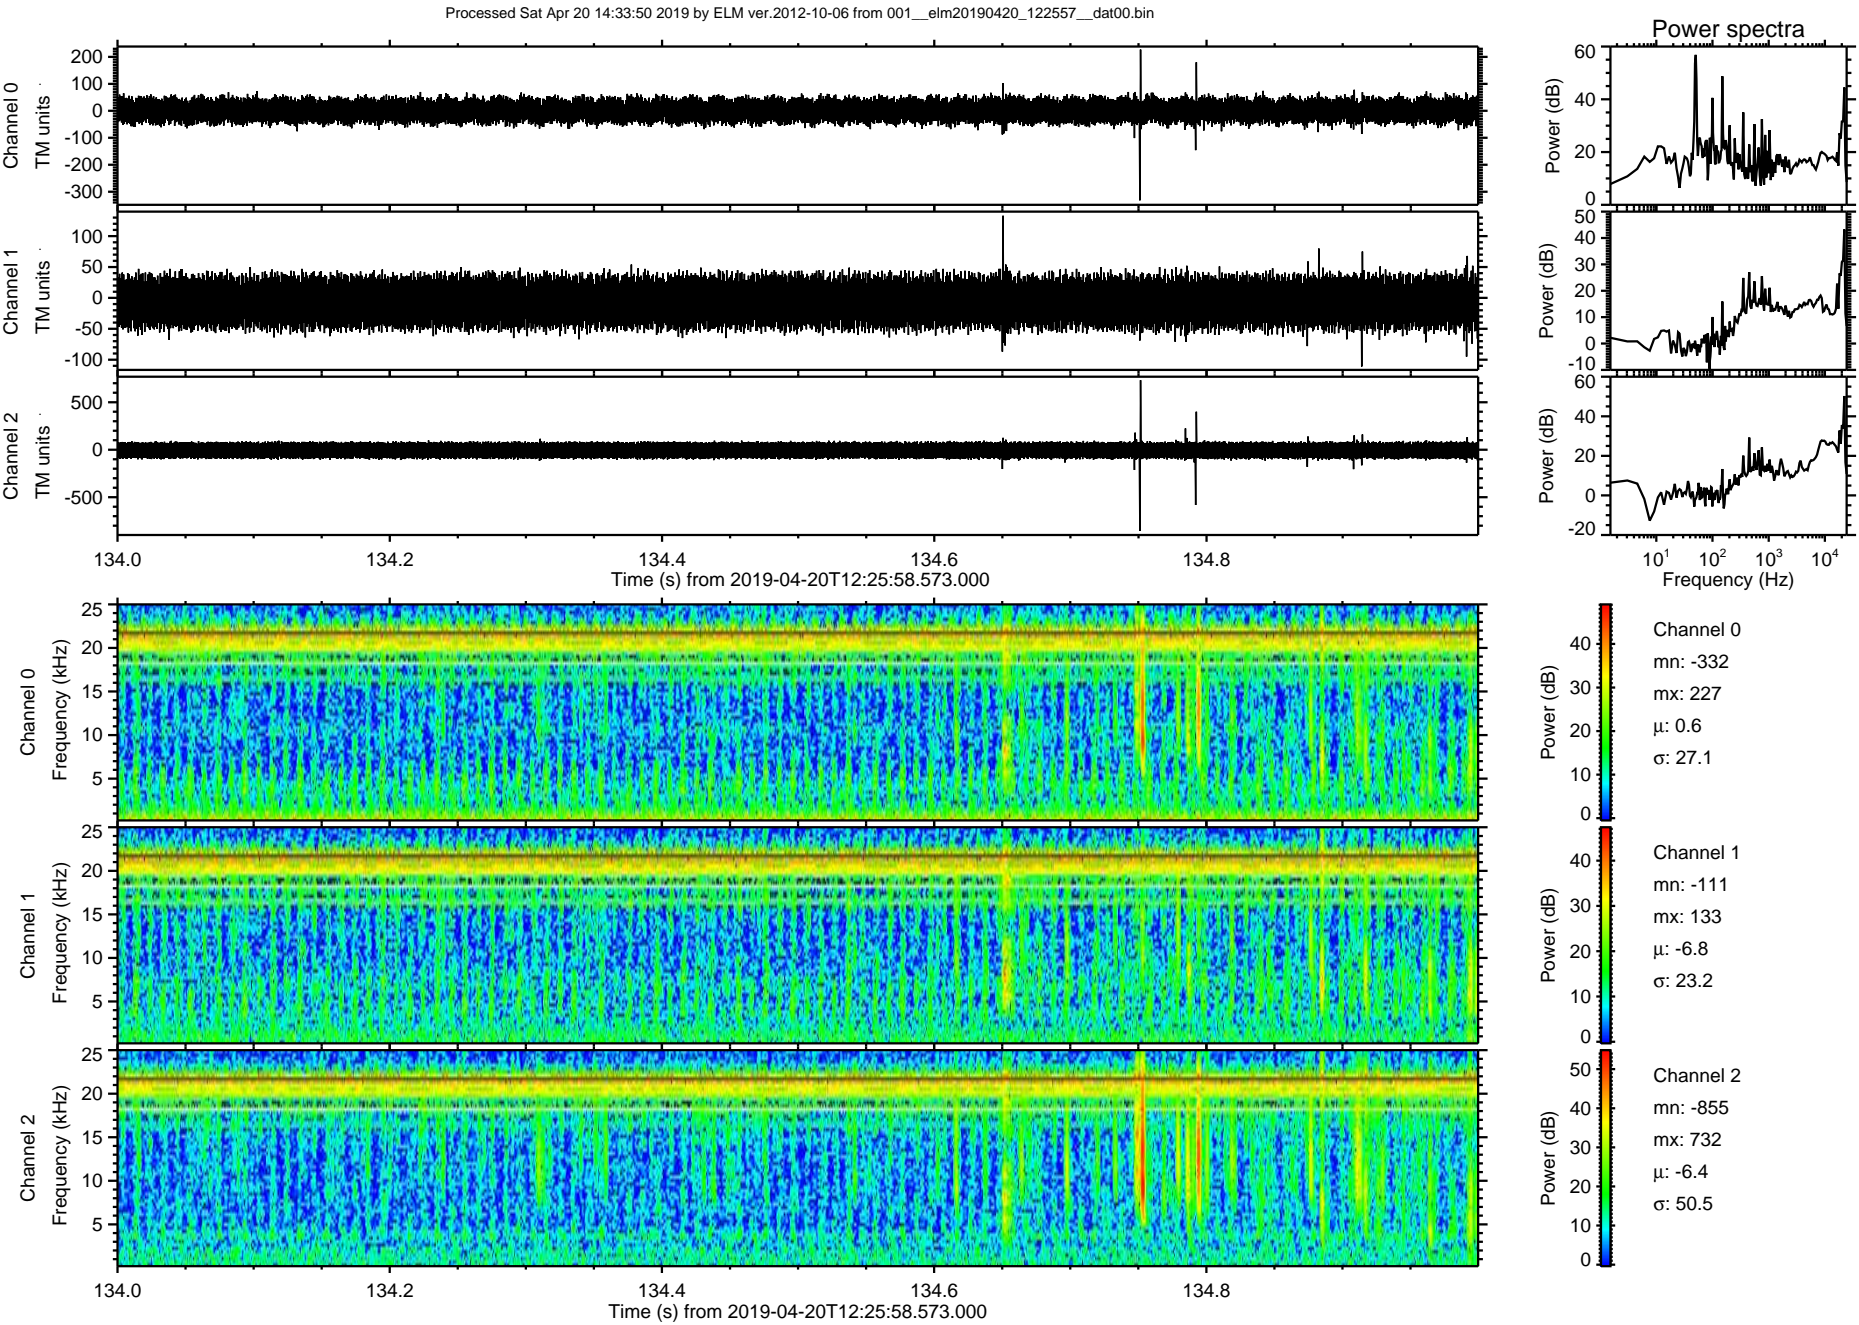 Processed Sat Apr 20 14:33:50 2019 by ELM ver.2012-10-06 from 001__elm20190420_122557__dat00.bin
Power spectra
Channel 0
TM units
200
100
0
-100
-200
-300
Power (dB)
60
40
20
0
Channel 1
TM units
100
50
0
-50
-100
Power (dB)
50
40
30
20
10
0
-10
Channel 2
TM units
500
0
-500
Power (dB)
60
40
20
0
-20
134.0 134.2 134.4 134.6 134.8
Time (s) from 2019-04-20T12:25:58.573.000
10^1 10^2 10^3 10^4
Frequency (Hz)
Channel 0
Frequency (kHz)
25
20
15
10
5
Power (dB)
40
30
20
10
0
Channel 0
mn: -332
mx: 227
μ: 0.6
σ: 27.1
Channel 1
Frequency (kHz)
25
20
15
10
5
Power (dB)
40
30
20
10
0
Channel 1
mn: -111
mx: 133
μ: -6.8
σ: 23.2
Channel 2
Frequency (kHz)
25
20
15
10
5
Power (dB)
50
40
30
20
10
0
Channel 2
mn: -855
mx: 732
μ: -6.4
σ: 50.5
134.0 134.2 134.4 134.6 134.8
Time (s) from 2019-04-20T12:25:58.573.000